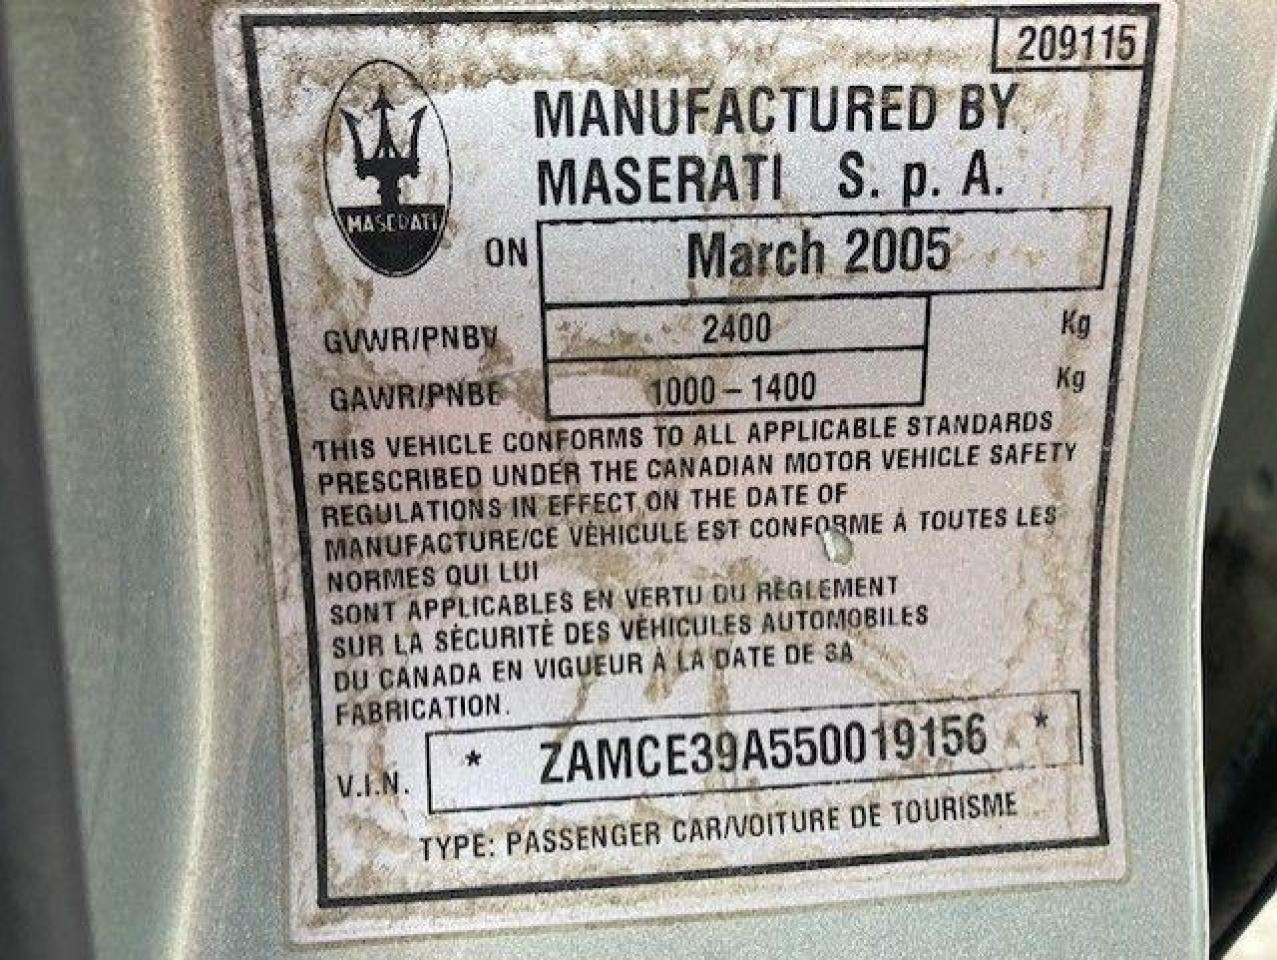 209115
MANUFACTURED BY
MASERATI S. p. A.
MASERATI
ON March 2005
GVWR/PNBV 2400 Kg
GAWR/PNBE 1000 – 1400 Kg
THIS VEHICLE CONFORMS TO ALL APPLICABLE STANDARDS
PRESCRIBED UNDER THE CANADIAN MOTOR VEHICLE SAFETY
REGULATIONS IN EFFECT ON THE DATE OF
MANUFACTURE/CE VÉHICULE EST CONFORME À TOUTES LES
NORMES QUI LUI
SONT APPLICABLES EN VERTU DU RÈGLEMENT
SUR LA SÉCURITÈ DES VÉHICULES AUTOMOBILES
DU CANADA EN VIGUEUR À LA DATE DE SA
FABRICATION.
V.I.N. * ZAMCE39A550019156 *
TYPE: PASSENGER CAR/VOITURE DE TOURISME